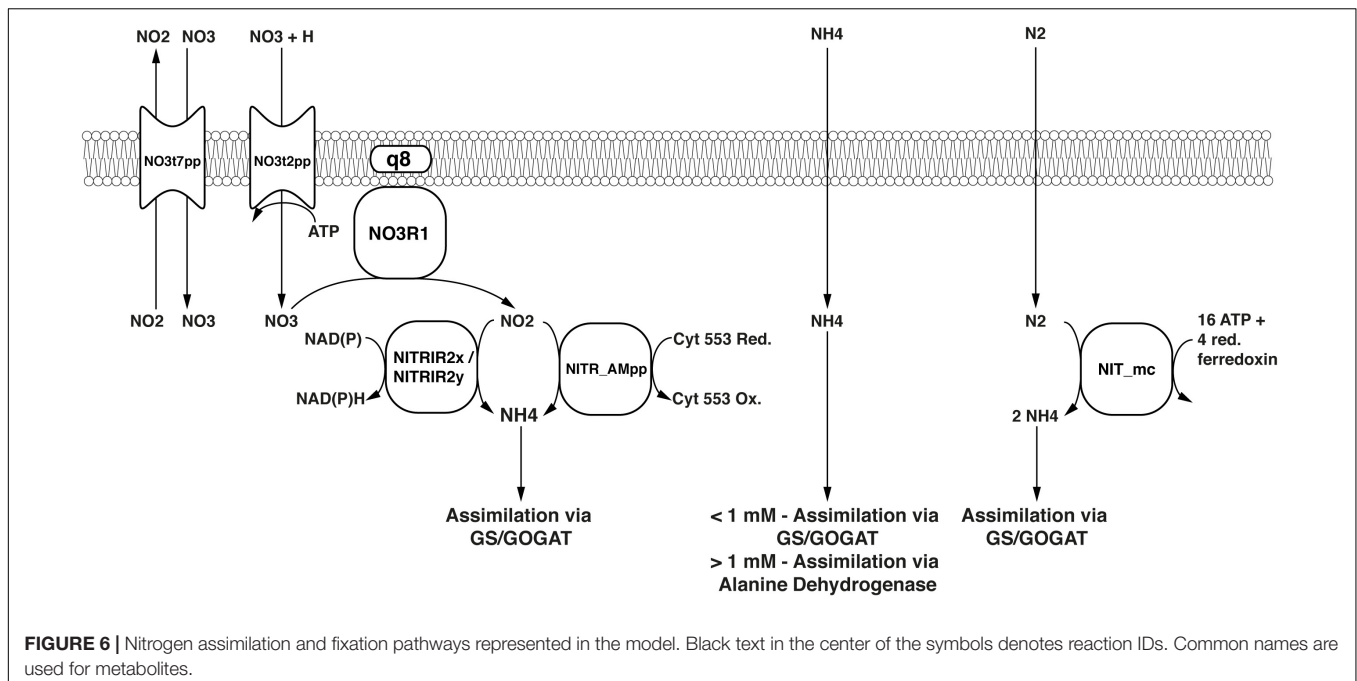 NO2 NO3 NO3 + H NH4 N2
NO3t7pp NO3t2pp q8
ATP NO3R1
NO2 NO3 NO3 NO2 NH4 N2 16 ATP +
4 red.
ferredoxin
NAD(P) NITRIR2x /
NITRIR2y NITR_AMpp Cyt 553 Red. NIT_mc
NAD(P)H Cyt 553 Ox.
NH4 2 NH4
Assimilation via
GS/GOGAT
< 1 mM - Assimilation via
GS/GOGAT
> 1 mM - Assimilation via
Alanine Dehydrogenase
Assimilation via
GS/GOGAT
FIGURE 6 | Nitrogen assimilation and fixation pathways represented in the model. Black text in the center of the symbols denotes reaction IDs. Common names are
used for metabolites.